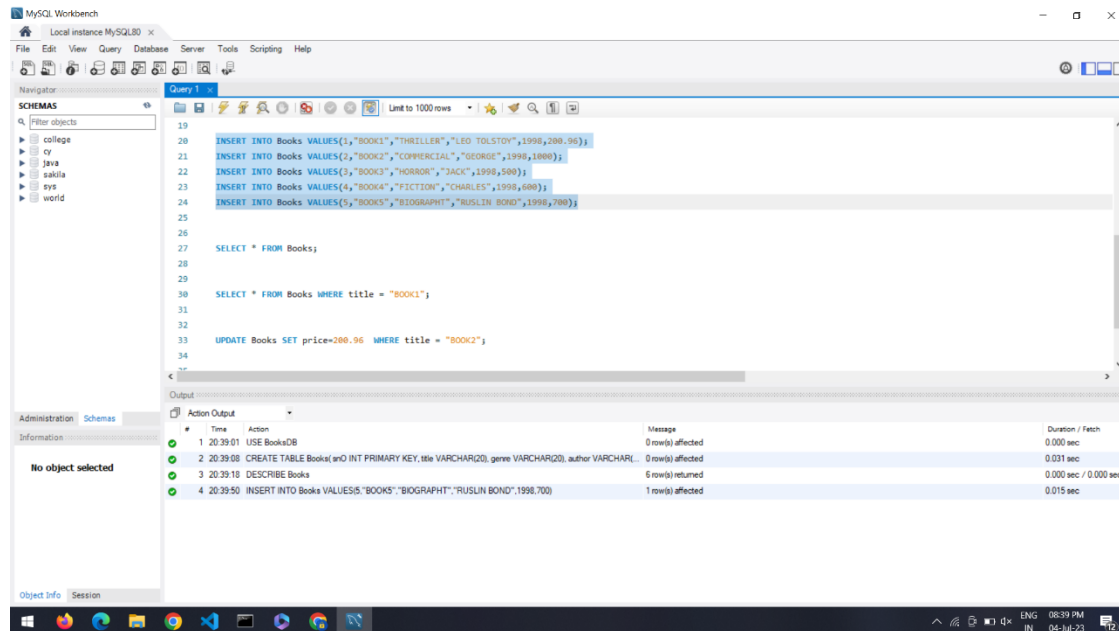 MySQL Workbench
Local instance MySQL80
File Edit View Query Database Server Tools Scripting Help
Navigator
SCHEMAS
Filter objects
college
cy
java
sakila
sys
world
Administration Schemas
Information
No object selected
Object Info Session
Query 1
Limit to 1000 rows
19
20 INSERT INTO Books VALUES(1,"BOOK1","THRILLER","LEO TOLSTOY",1998,200.96);
21 INSERT INTO Books VALUES(2,"BOOK2","COMMERCIAL","GEORGE",1998,1000);
22 INSERT INTO Books VALUES(3,"BOOK3","HORROR","JACK",1998,500);
23 INSERT INTO Books VALUES(4,"BOOK4","FICTION","CHARLES",1998,600);
24 INSERT INTO Books VALUES(5,"BOOK5","BIOGRAPHT","RUSLIN BOND",1998,700);
25
26
27 SELECT * FROM Books;
28
29
30 SELECT * FROM Books WHERE title = "BOOK1";
31
32
33 UPDATE Books SET price=200.96 WHERE title = "BOOK2";
34
Output
Action Output
# Time Action Message Duration / Fetch
1 20:39:01 USE BooksDB 0 row(s) affected 0.000 sec
2 20:39:08 CREATE TABLE Books( snO INT PRIMARY KEY, title VARCHAR(20), genre VARCHAR(20), author VARCHAR(... 0 row(s) affected 0.031 sec
3 20:39:18 DESCRIBE Books 6 row(s) returned 0.000 sec / 0.000 sec
4 20:39:50 INSERT INTO Books VALUES(5,"BOOK5","BIOGRAPHT","RUSLIN BOND",1998,700) 1 row(s) affected 0.015 sec
ENG 08:39 PM
IN 04-Jul-23
12